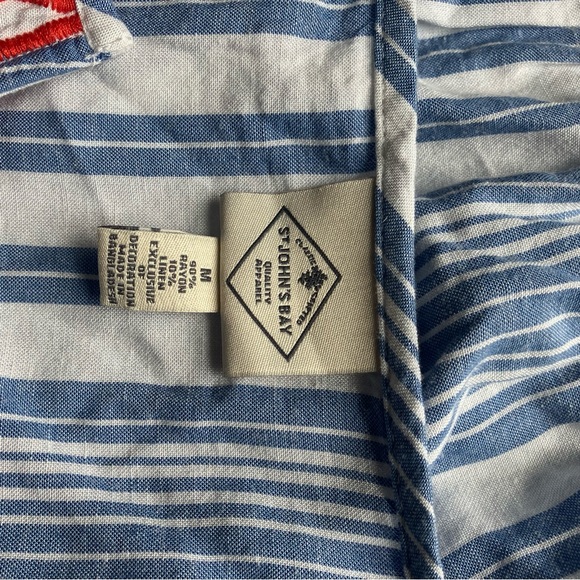 ST. JOHN'S BAY
QUALITY
APPAREL
M
90%
RAYON
10%
LINEN
EXCLUSIVE
OF
DECORATION
MADE IN
BANGLADESH